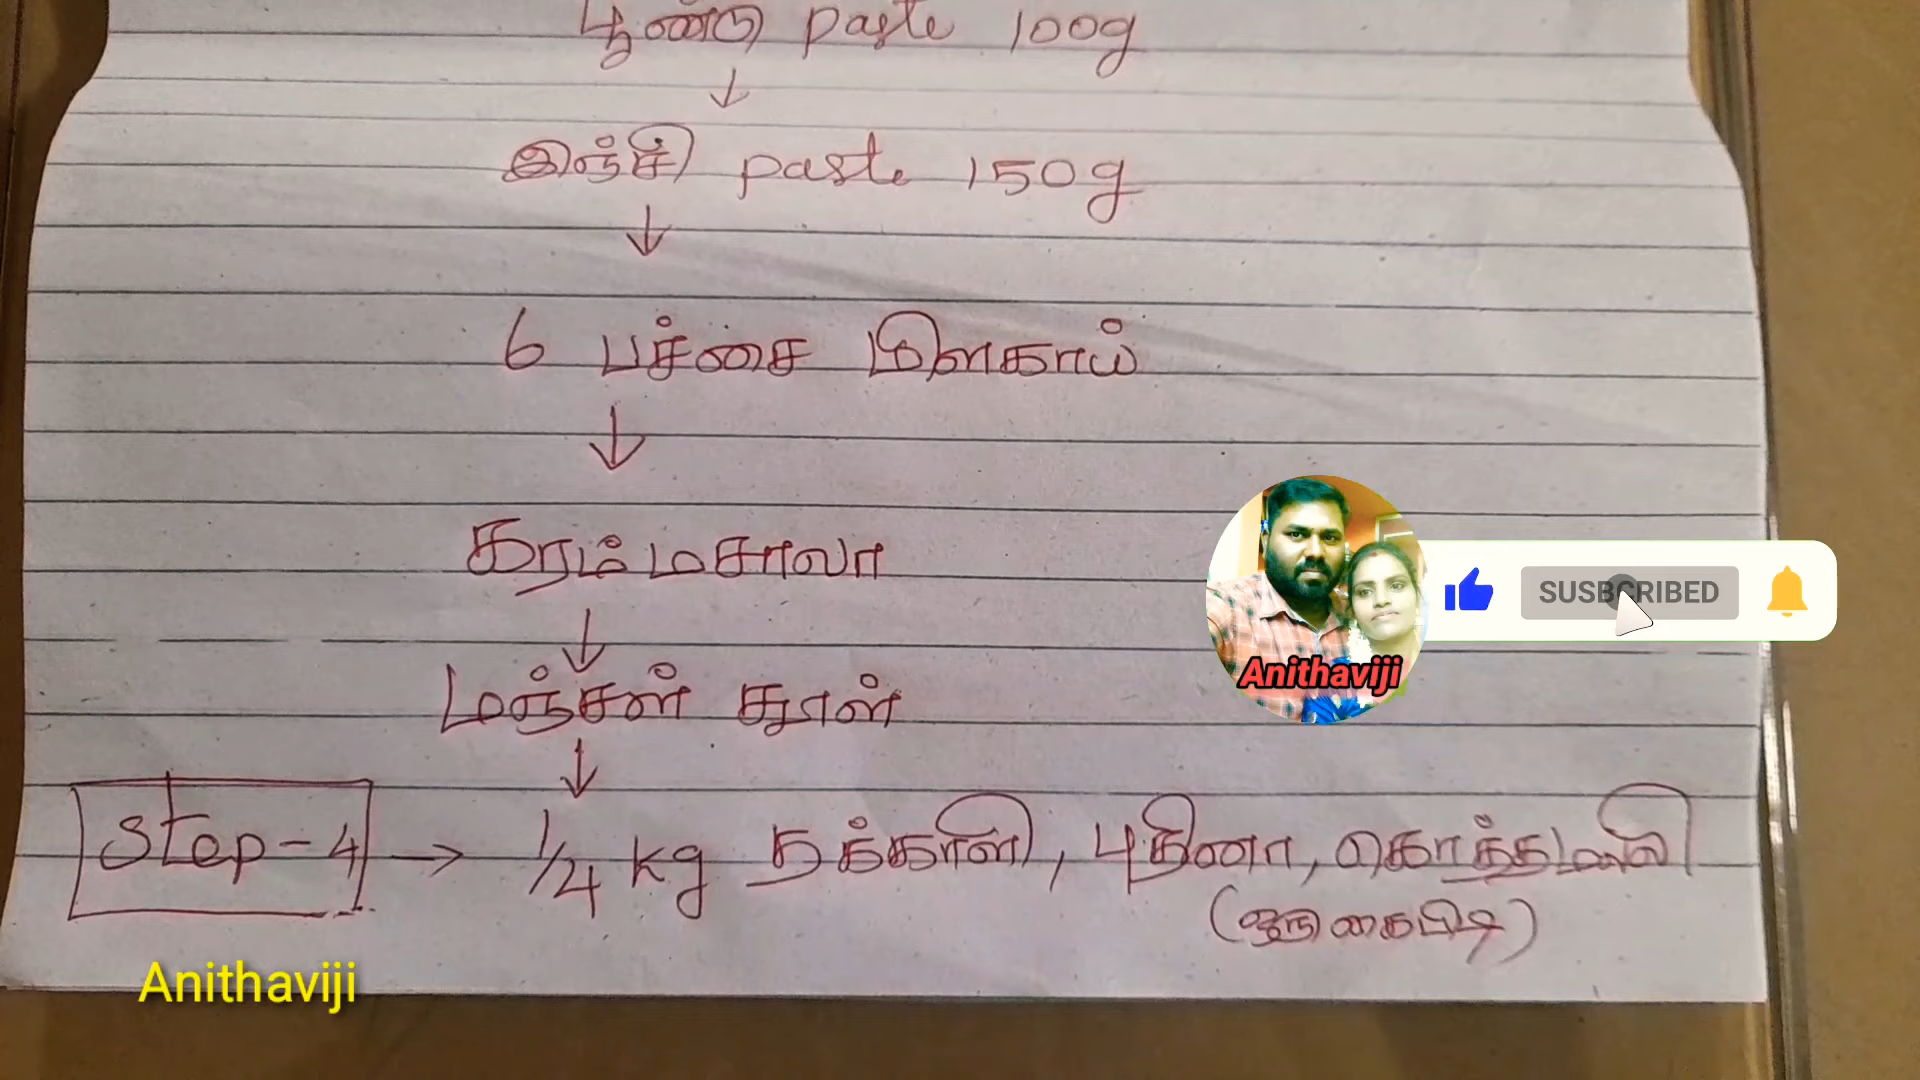 பூண்டு paste 100g
↓
இஞ்சி paste 150g
↓
6 பச்சை மிளகாய்
↓
கரம் மசாலா
↓
மஞ்சள் தூள்
↓
Step-4 → 1/4 kg தக்காளி, புதினா, கொத்தமல்லி
(ஒரு கைபிடி)
SUSBCRIBED
Anithaviji
Anithaviji